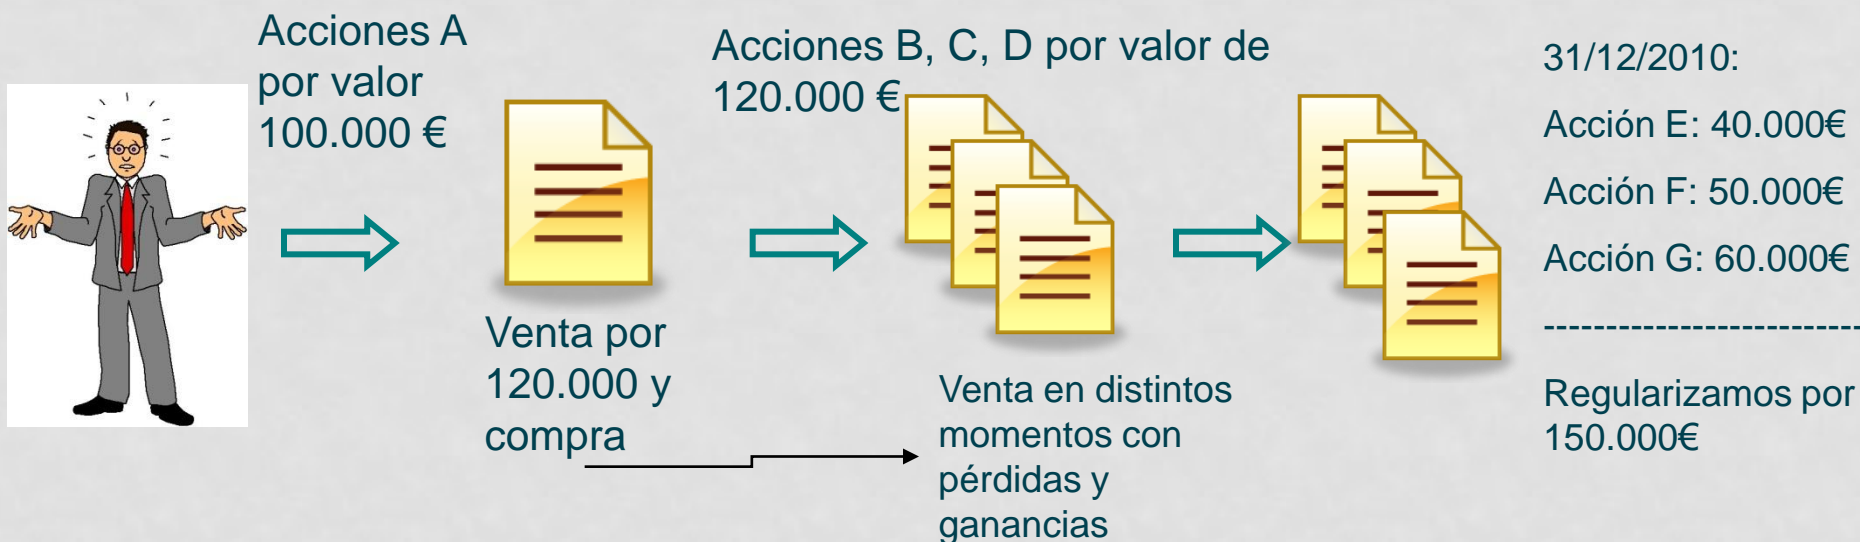 Acciones A
por valor
100.000 €
Venta por
120.000 y
compra
Acciones B, C, D por valor de
120.000 €
Venta en distintos
momentos con
pérdidas y
ganancias
31/12/2010:
Acción E: 40.000€
Acción F: 50.000€
Acción G: 60.000€
--------------------------
Regularizamos por
150.000€